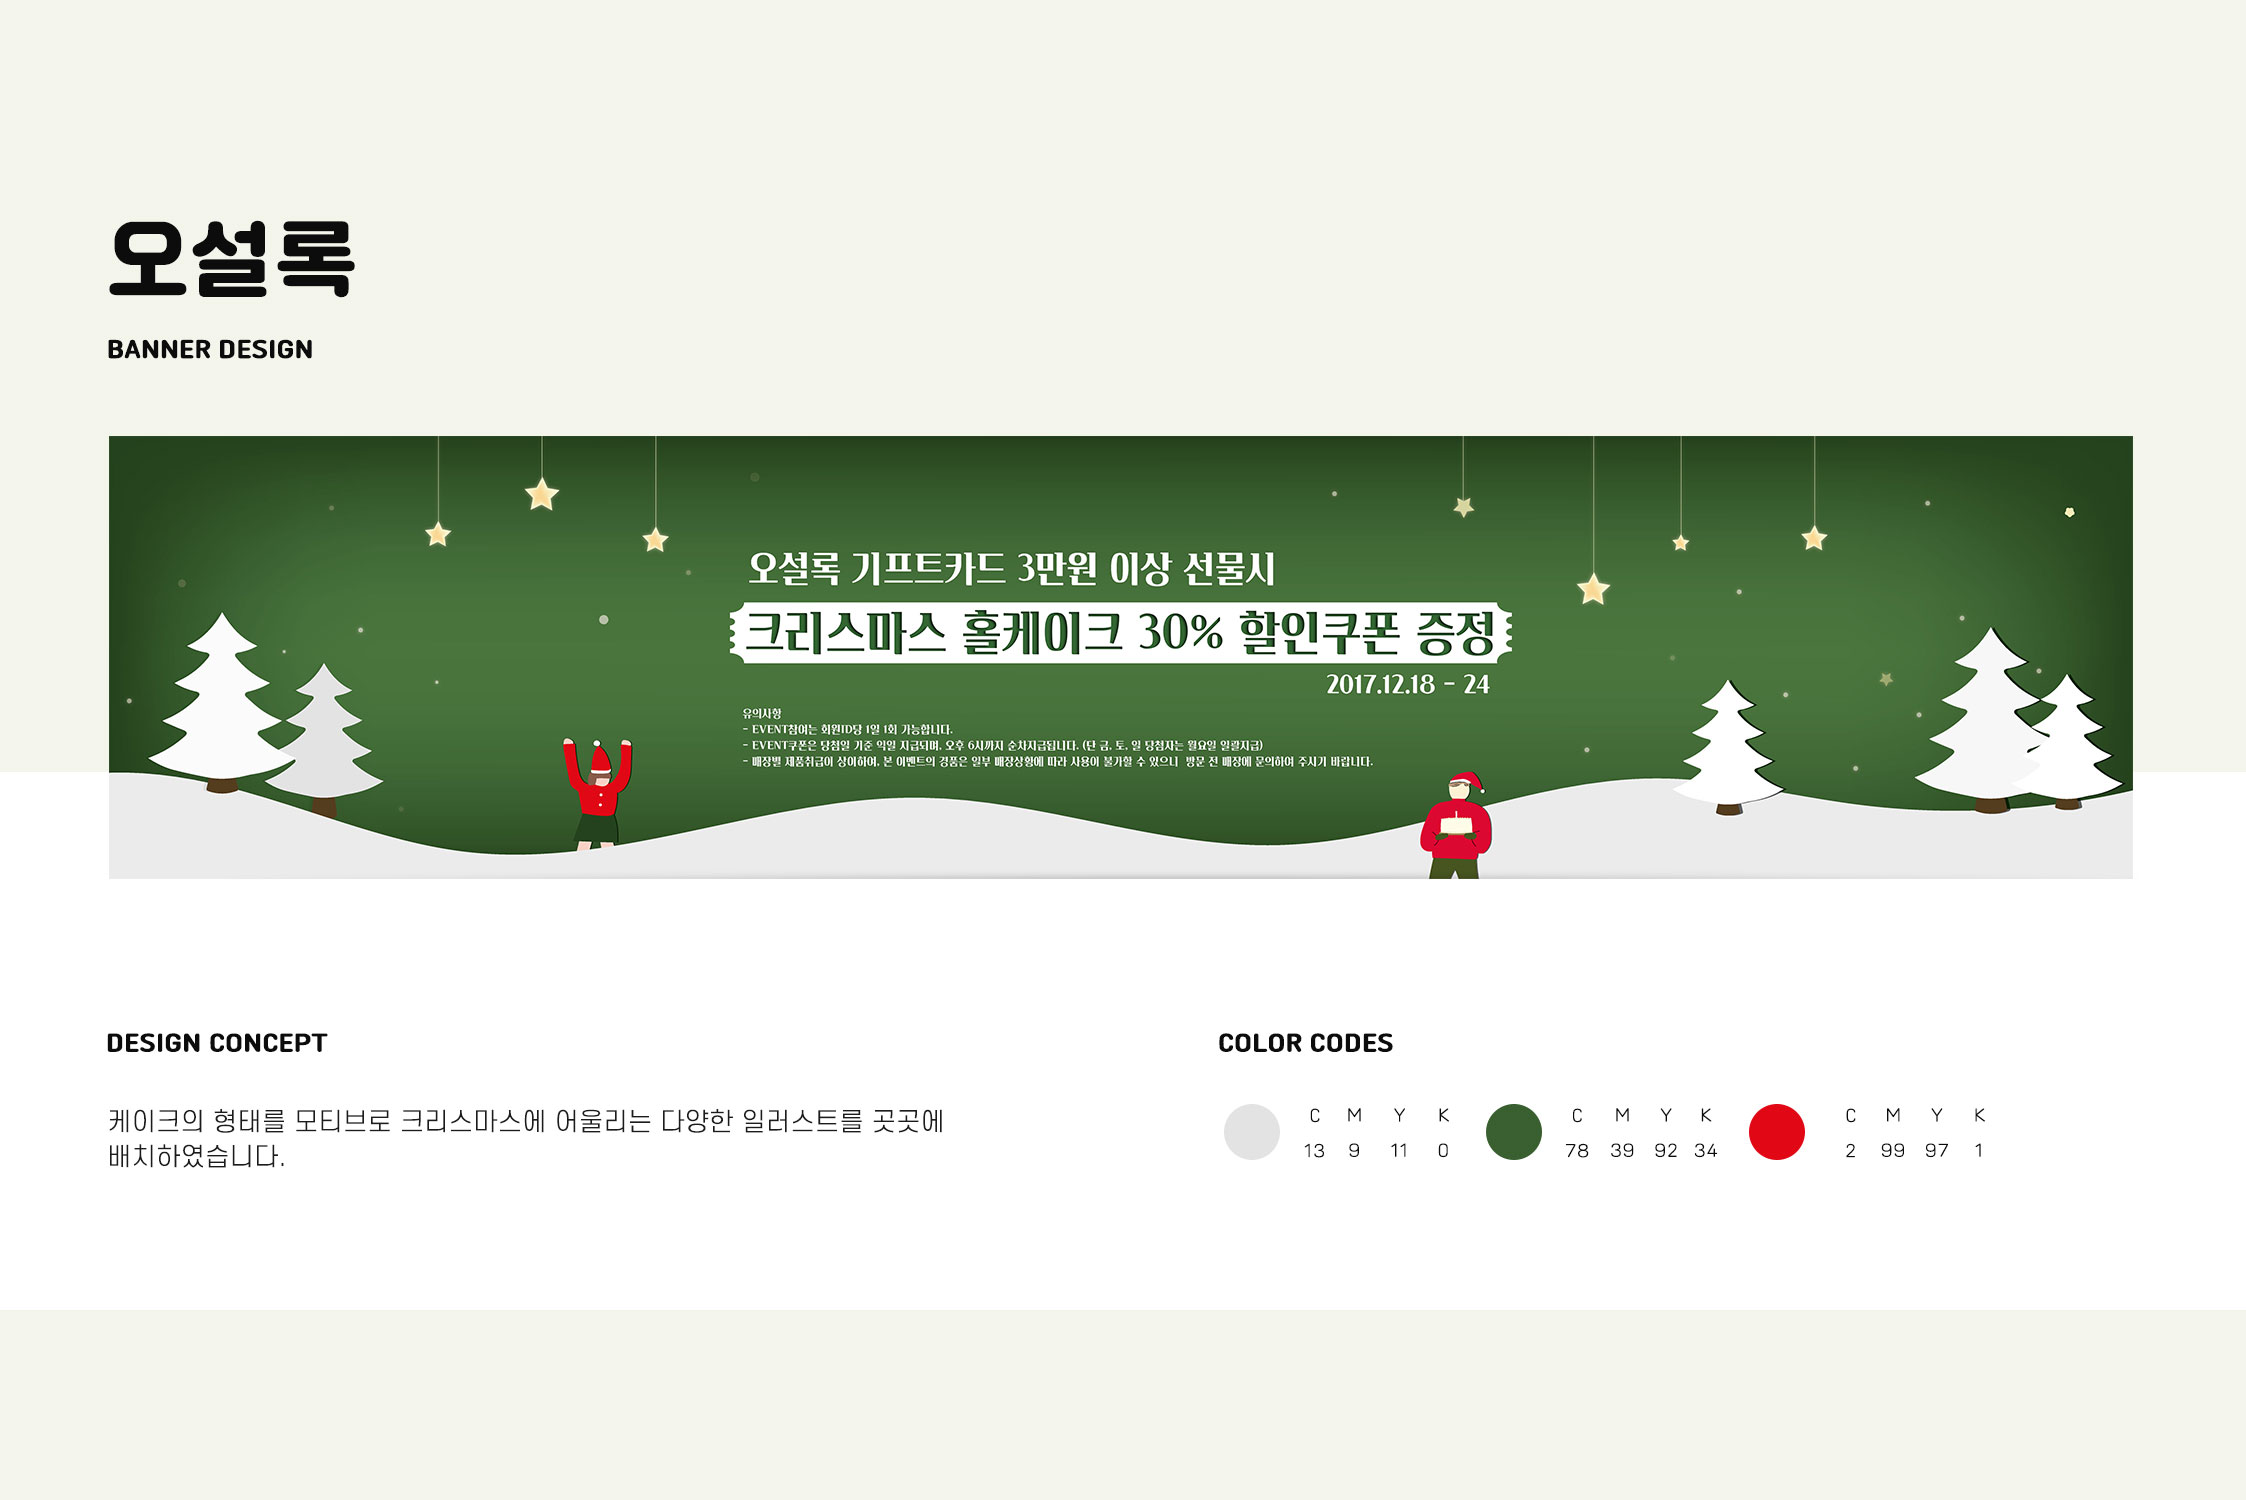 오설록
BANNER DESIGN
오설록 기프트카드 3만원 이상 선물시
크리스마스 홀케이크 30% 할인쿠폰 증정
2017.12.18 - 24
유의사항
- EVENT참여는 회원ID당 1일 1회 가능합니다.
- EVENT쿠폰은 당첨일 기준 익일 지급되며, 오후 6시까지 순차지급됩니다. (단 금, 토, 일 당첨자는 월요일 일괄지급)
- 매장별 제품취급이 상이하여, 본 이벤트의 경품은 일부 매장상황에 따라 사용이 불가할 수 있으니 방문 전 매장에 문의하여 주시기 바랍니다.
DESIGN CONCEPT
케이크의 형태를 모티브로 크리스마스에 어울리는 다양한 일러스트를 곳곳에
배치하였습니다.
COLOR CODES
C M Y K C M Y K C M Y K
13 9 11 0 78 39 92 34 2 99 97 1